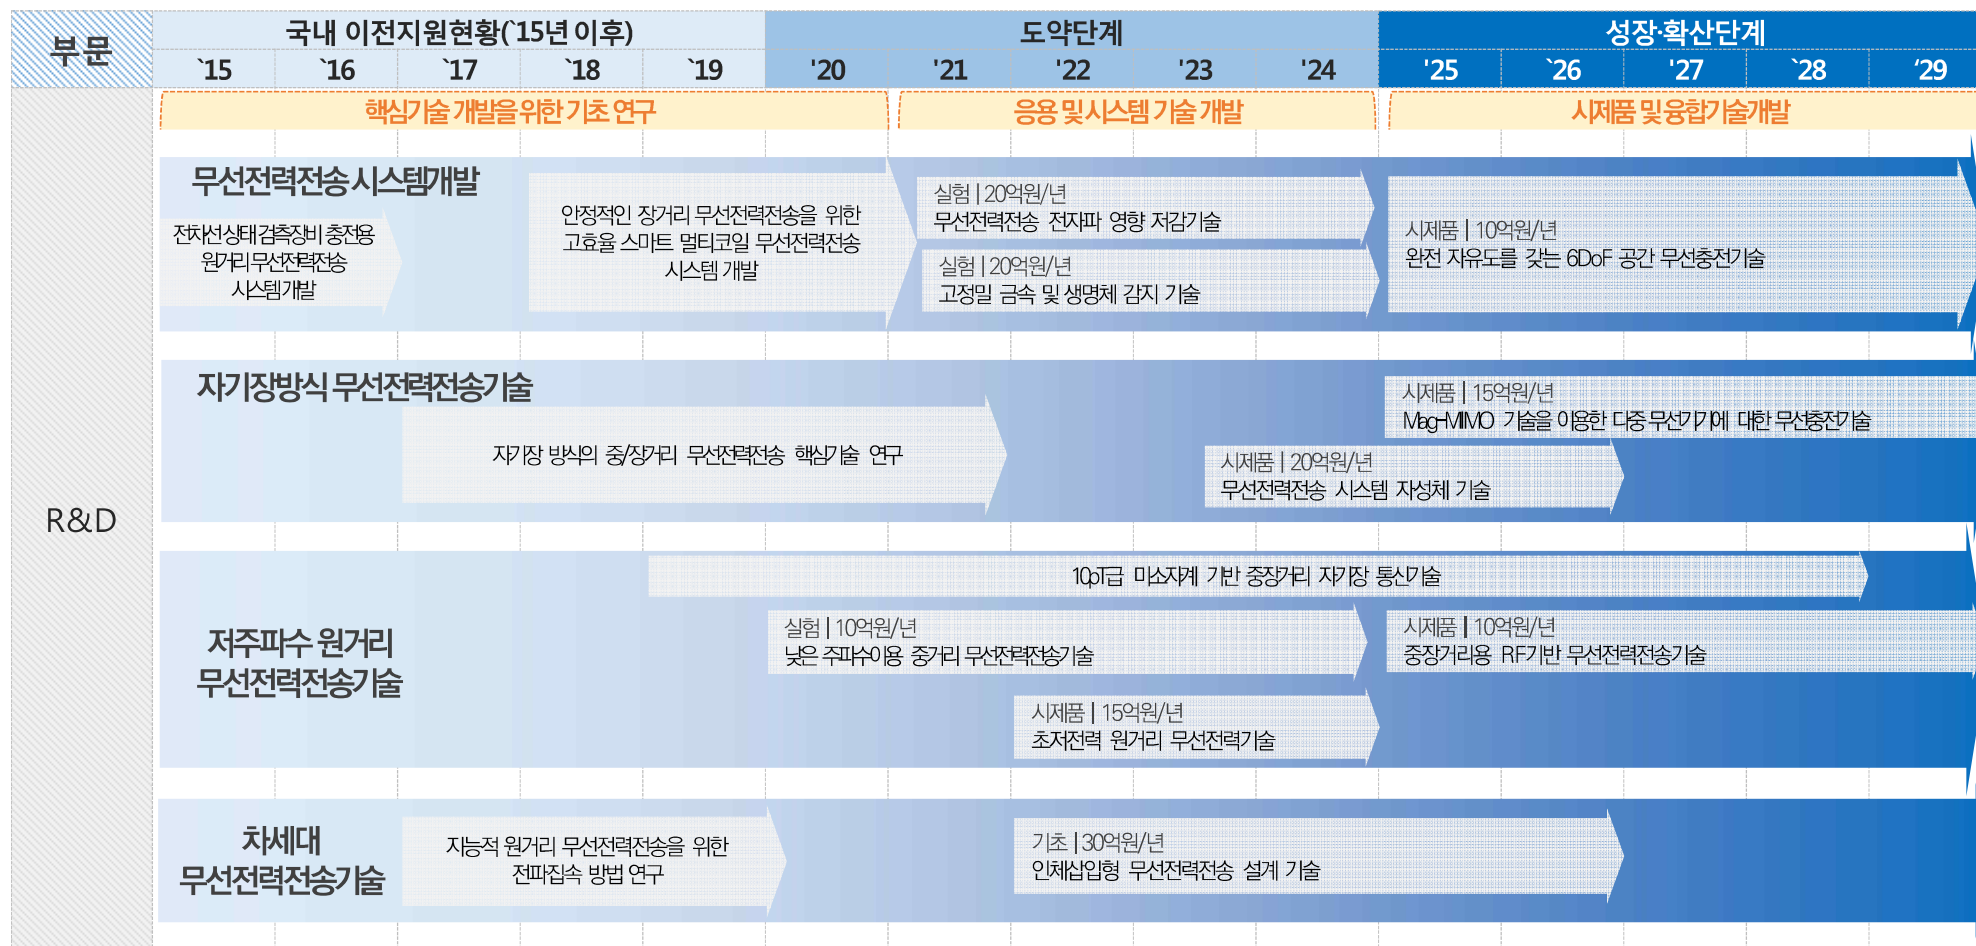 부문
국내 이전지원현황(`15년 이후)
도약단계
성장·확산단계
`15 `16 `17 `18 `19 '20 '21 '22 '23 '24 '25 `26 '27 `28 ‘29
핵심기술 개발을 위한 기초 연구
응용 및 시스템 기술 개발
시제품 및 융합기술개발
R&D
무선전력전송 시스템개발
전차선 상태 검측장비 충전용
원거리 무선전력전송
시스템개발
안정적인 장거리 무선전력전송을 위한
고효율 스마트 멀티코일 무선전력전송
시스템 개발
실험 | 20억원/년
무선전력전송 전자파 영향 저감기술
실험 | 20억원/년
고정밀 금속 및 생명체 감지 기술
시제품 | 10억원/년
완전 자유도를 갖는 6DoF 공간 무선충전기술
자기장방식 무선전력전송기술
자기장 방식의 중/장거리 무선전력전송 핵심기술 연구
시제품 | 15억원/년
Mag-MIMO 기술을 이용한 다중 무선기기에 대한 무선충전기술
시제품 | 20억원/년
무선전력전송 시스템 자성체 기술
저주파수 원거리
무선전력전송기술
10pT급 미소자계 기반 중장거리 자기장 통신기술
실험 | 10억원/년
낮은 주파수이용 중거리 무선전력전송기술
시제품 | 10억원/년
중장거리용 RF기반 무선전력전송기술
시제품 | 15억원/년
초저전력 원거리 무선전력기술
차세대
무선전력전송기술
지능적 원거리 무선전력전송을 위한
전파집속 방법 연구
기초 | 30억원/년
인체삽입형 무선전력전송 설계 기술